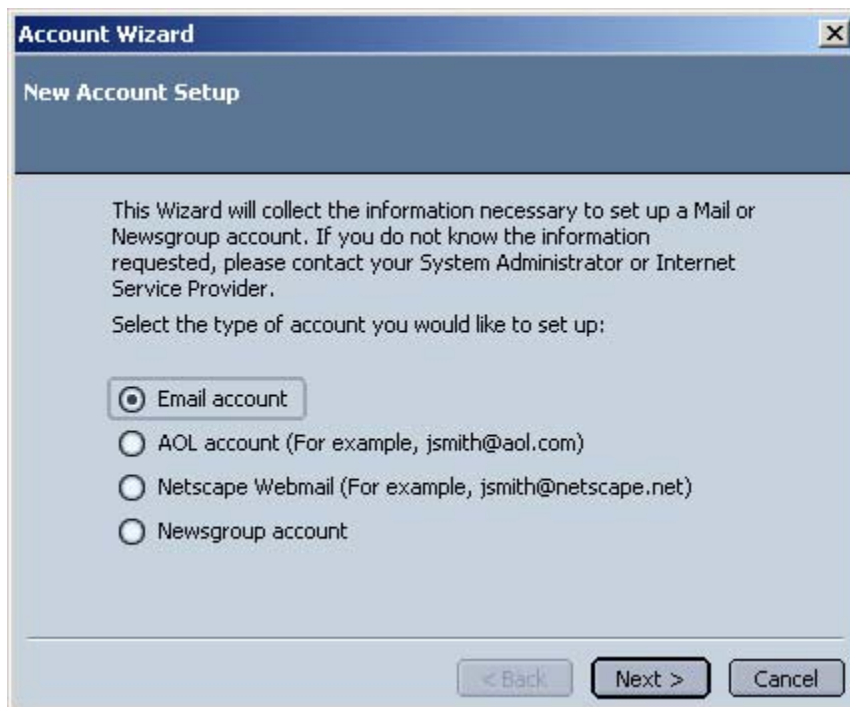 Account Wizard
New Account Setup
This Wizard will collect the information necessary to set up a Mail or
Newsgroup account. If you do not know the information
requested, please contact your System Administrator or Internet
Service Provider.
Select the type of account you would like to set up:
Email account
AOL account (For example, jsmith@aol.com)
Netscape Webmail (For example, jsmith@netscape.net)
Newsgroup account
< Back
Next >
Cancel